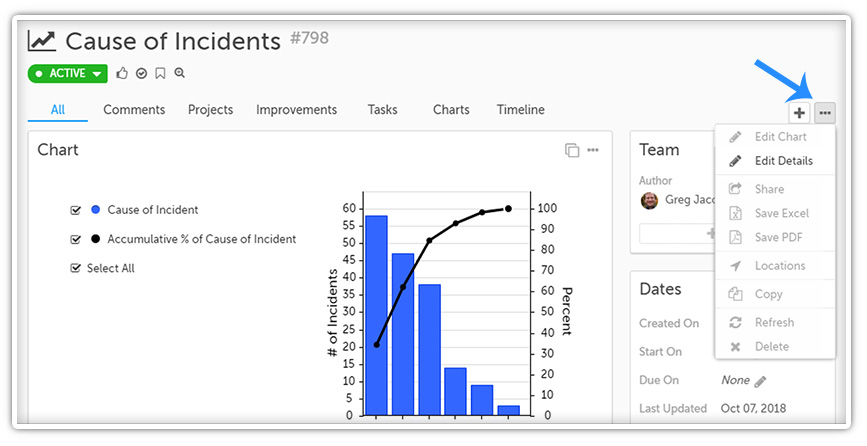 Cause of Incidents #798
ACTIVE
All Comments Projects Improvements Tasks Charts Timeline
Chart
Cause of Incident
Accumulative % of Cause of Incident
Select All
# of Incidents
60
55
50
45
40
35
30
25
20
15
10
5
0
100
90
80
70
60
50
40
30
20
10
0
Percent
Team
Author
Greg Jaco
Dates
Created On
Start On
Due On None
Last Updated Oct 07, 2018
Edit Chart
Edit Details
Share
Save Excel
Save PDF
Locations
Copy
Refresh
Delete